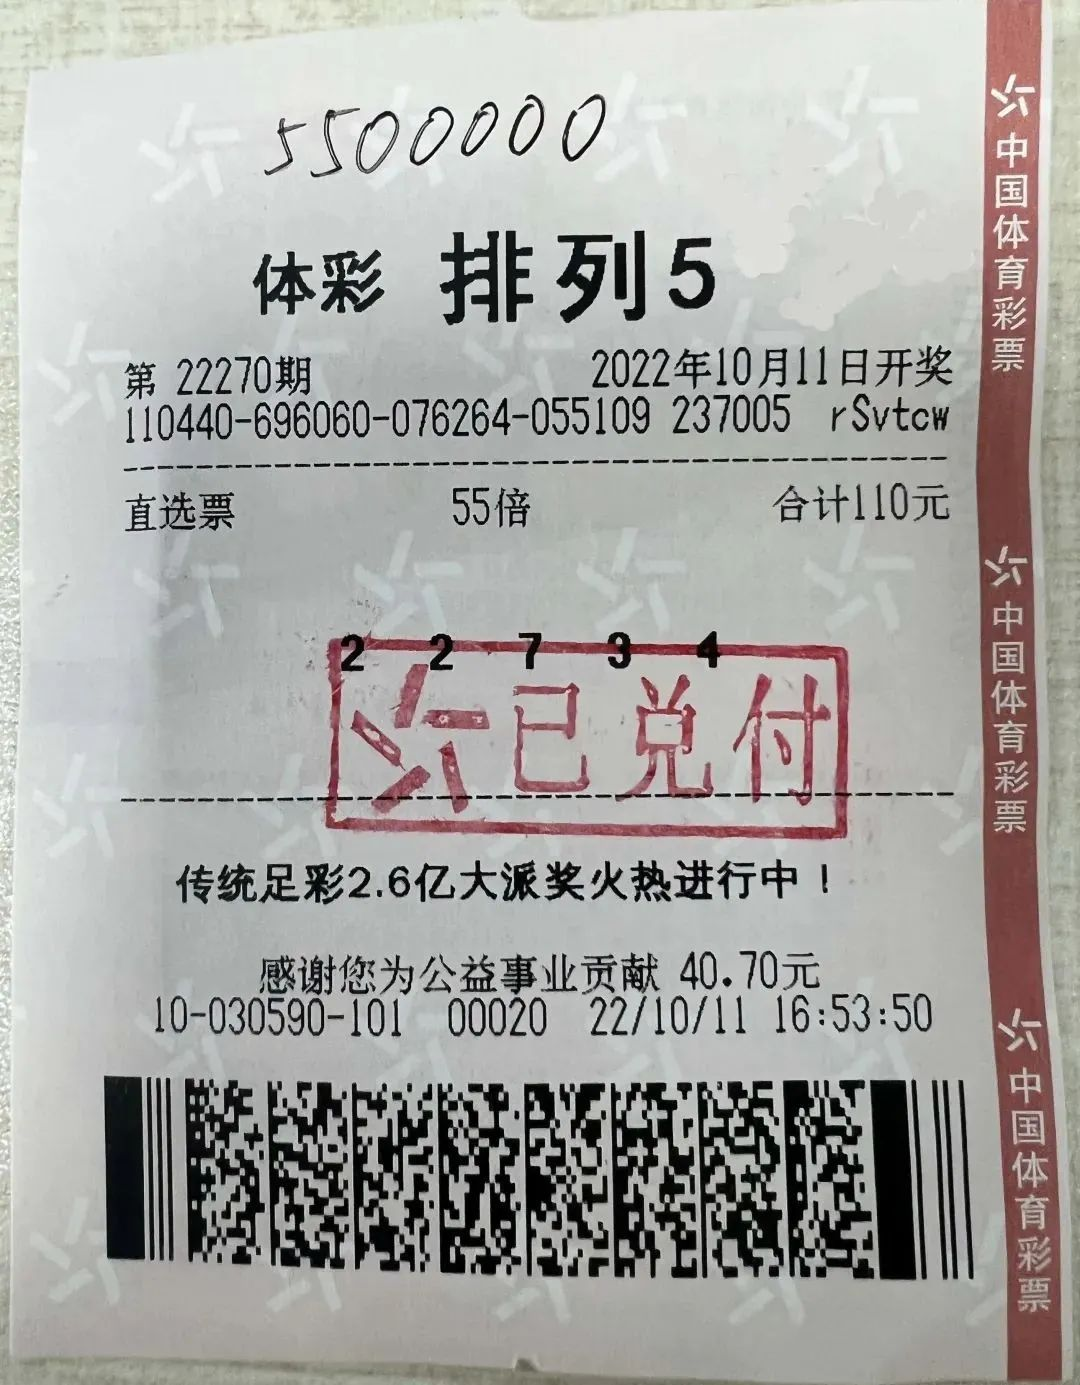 5500000
体彩 排列5
第 22270期 2022年10月11日开奖
110440-696060-076264-055109 237005 rSvtcw
直选票 55倍 合计110元
2 2 7 3 4
已兑付
传统足彩2.6亿大派奖火热进行中！
感谢您为公益事业贡献 40.70元
10-030590-101 00020 22/10/11 16:53:50
中国体育彩票
中国体育彩票
中国体育彩票